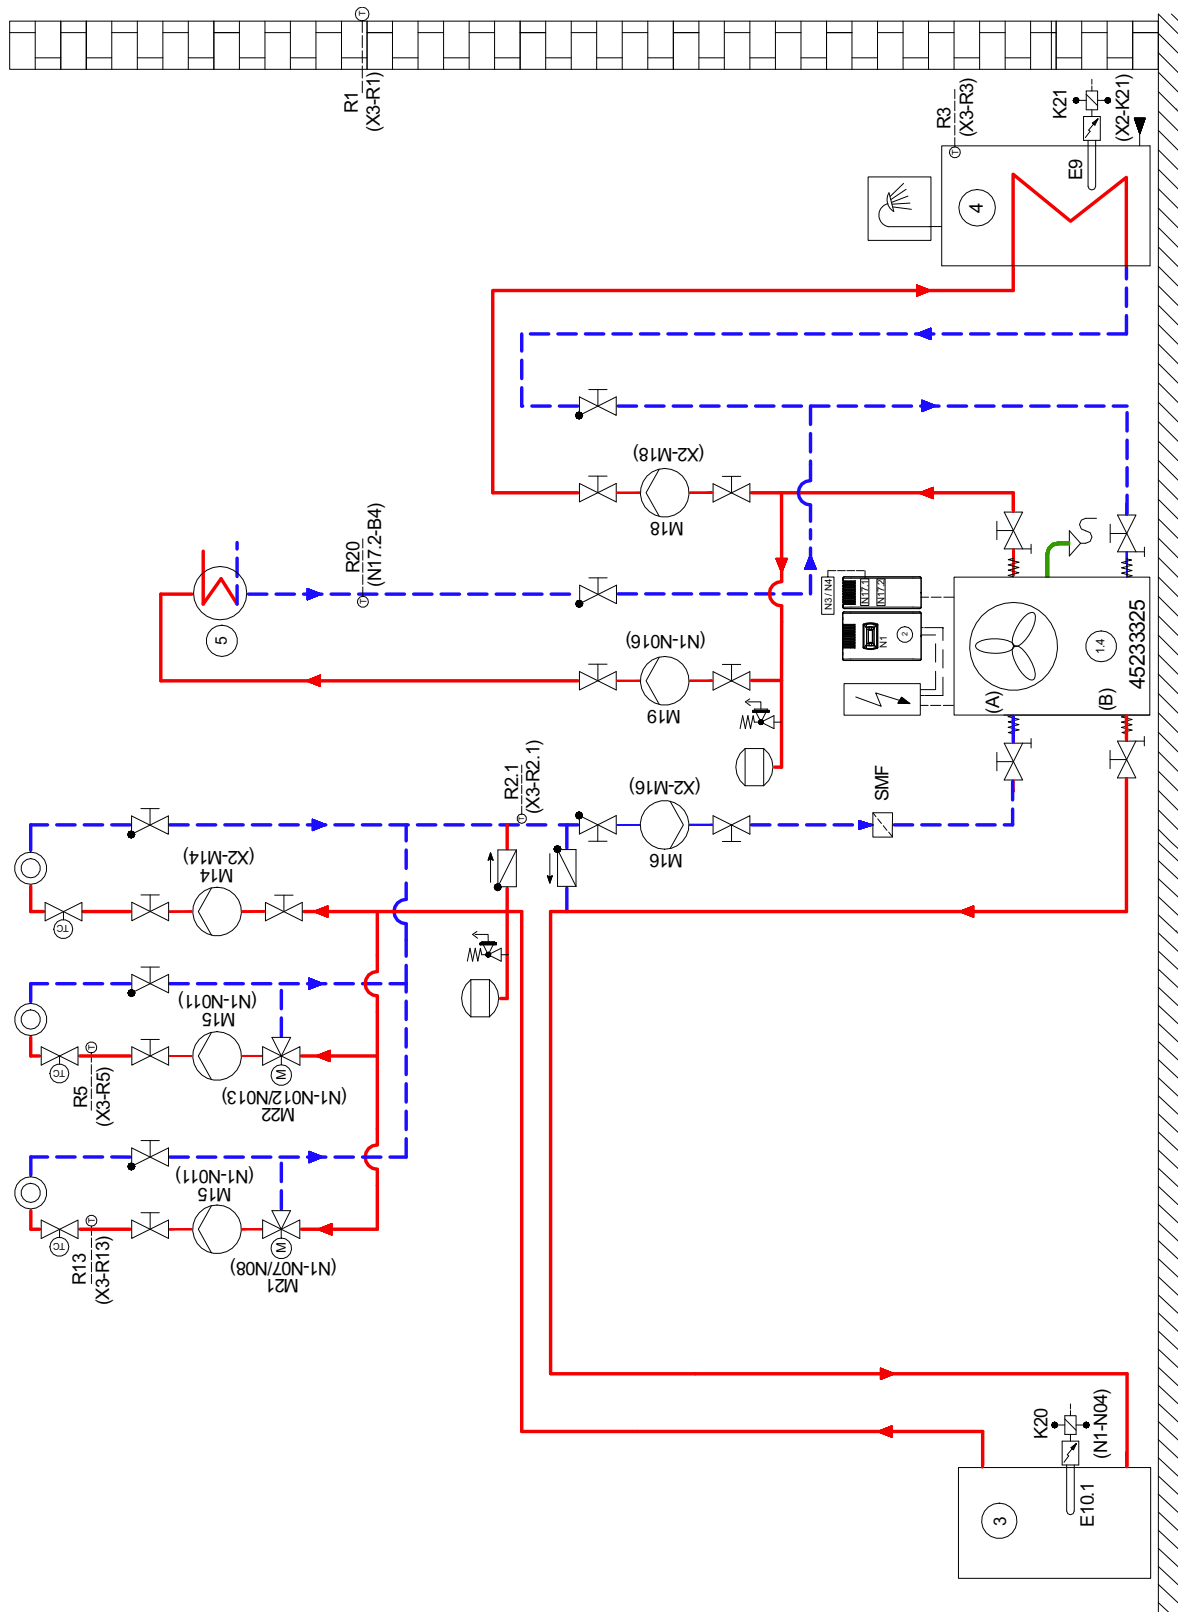 R1
(X3-R1)
R3
(X3-R3)
K21
(X2-K21)
E9
4
M18
(X2-M18)
R20
(N17.2-B4)
5
M19
(N1-N016)
N3 / N4
N17.1
N17.2
N1
2
1.4
45233325
(A)
(B)
R2.1
(X3-R2.1)
M16
(X2-M16)
SMF
M14
(X2-M14)
TC
M15
(N1-N011)
R5
(X3-R5)
TC
M
M22
(N1-N012/N013)
M15
(N1-N011)
R13
(X3-R13)
TC
M
M21
(N1-N07/N08)
K20
(N1-N04)
E10.1
3
T
T
T
T
T
T